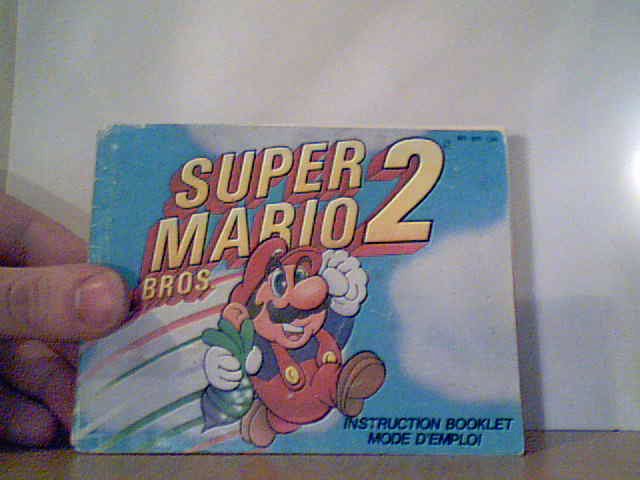 SUPER
MARIO 2
BROS.
INSTRUCTION BOOKLET
MODE D'EMPLOI